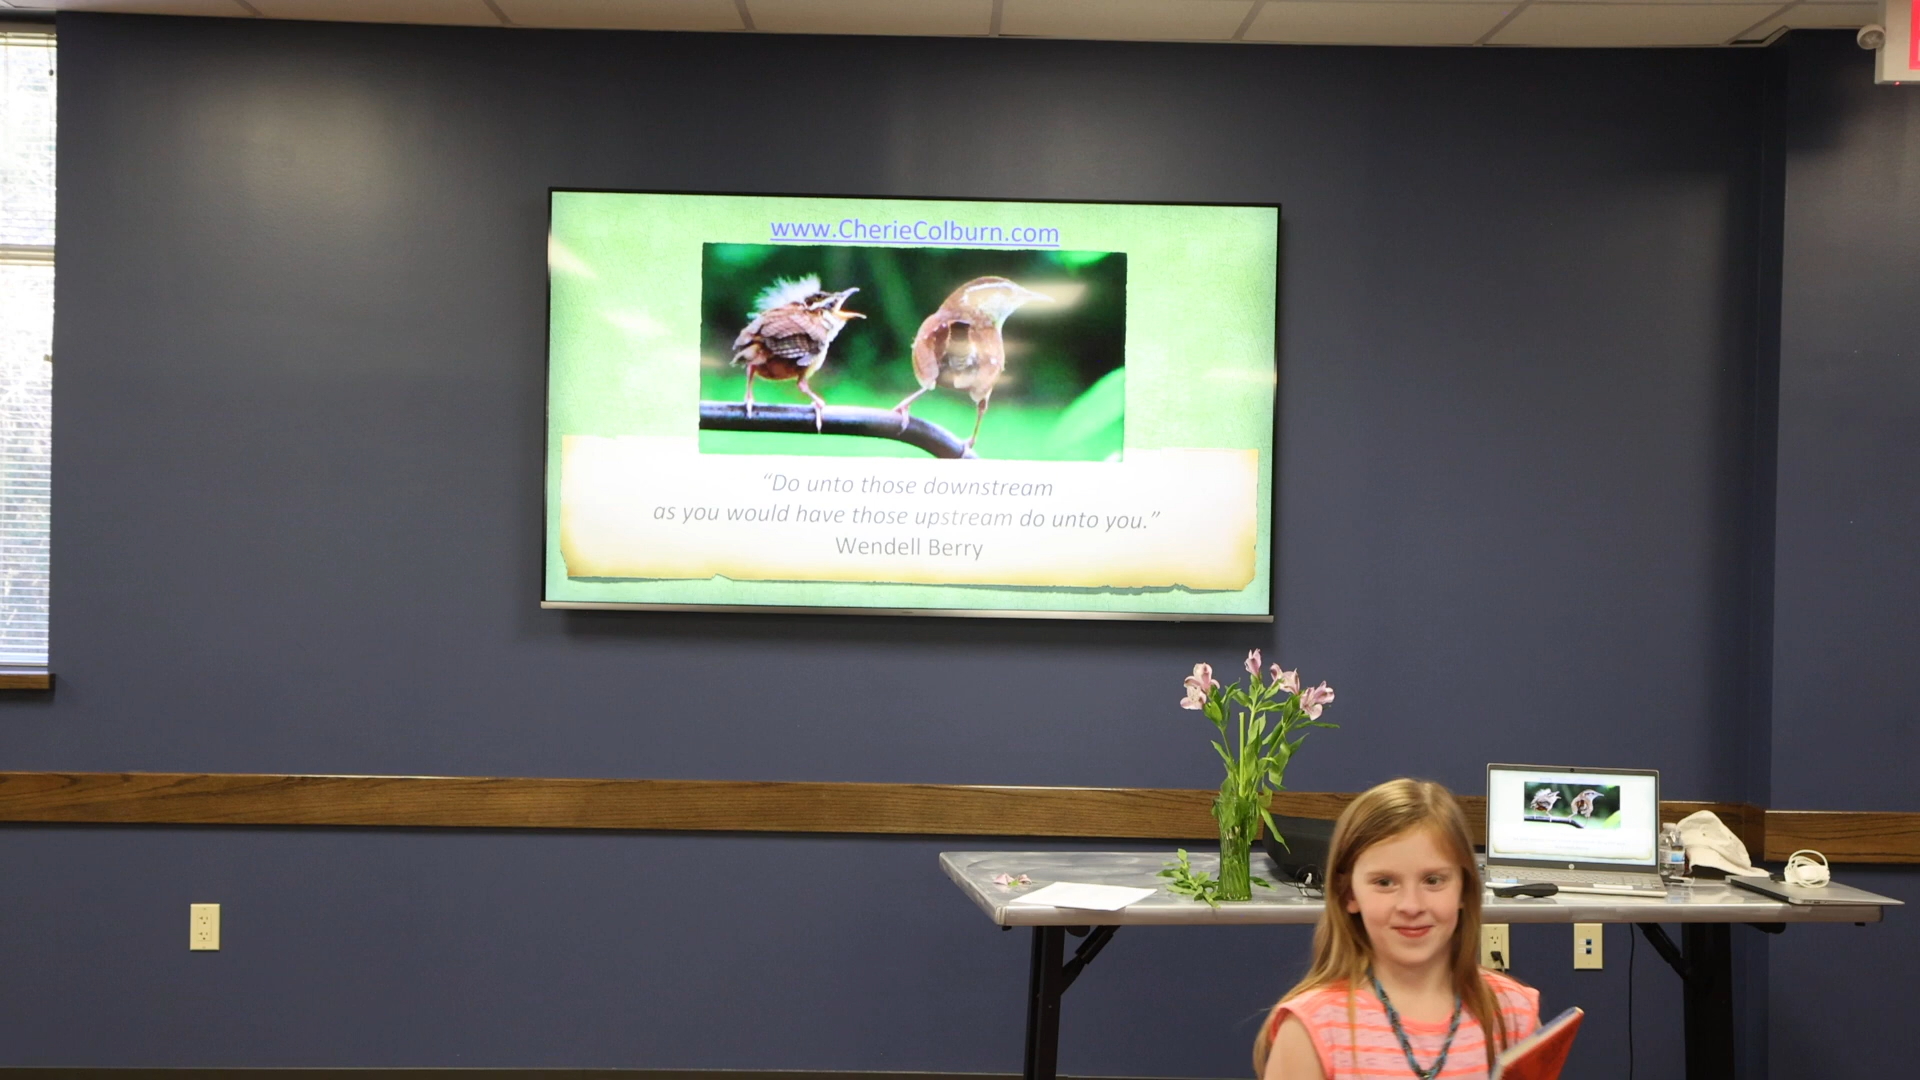 www.CherieColburn.com
“Do unto those downstream
as you would have those upstream do unto you.”
Wendell Berry